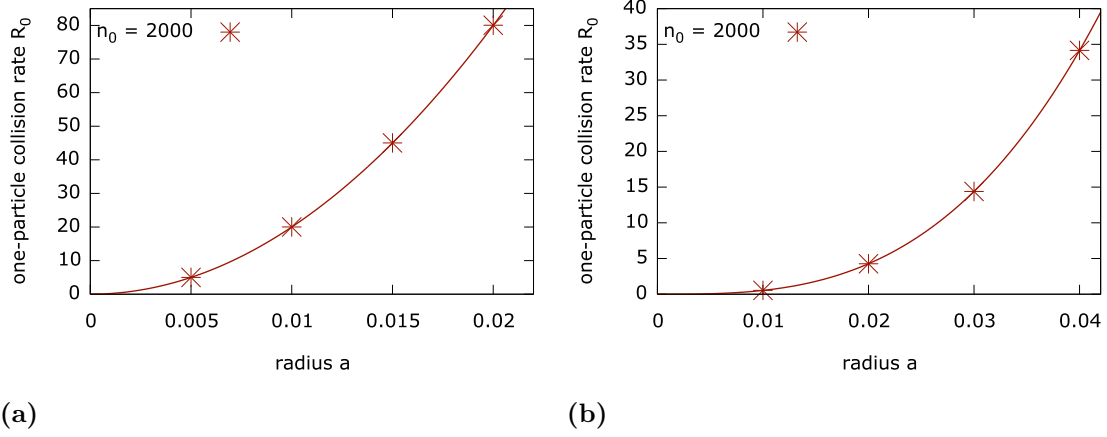 one-particle collision rate R₀
80
70
60
50
40
30
20
10
0
n₀ = 2000
0 0.005 0.01 0.015 0.02
radius a
(a)
one-particle collision rate R₀
40
35
30
25
20
15
10
5
0
n₀ = 2000
0 0.01 0.02 0.03 0.04
radius a
(b)